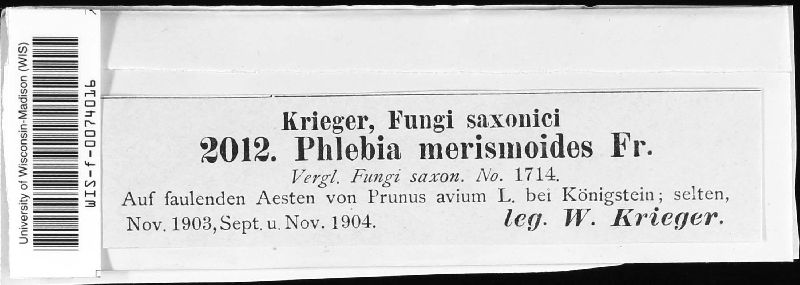 University of Wisconsin-Madison (WIS)
WIS-f-0074016
Krieger, Fungi saxonici
2012. Phlebia merismoides Fr.
Vergl. Fungi saxon. No. 1714.
Auf faulenden Aesten von Prunus avium L. bei Königstein; selten,
Nov. 1903, Sept. u. Nov. 1904. leg. W. Krieger.